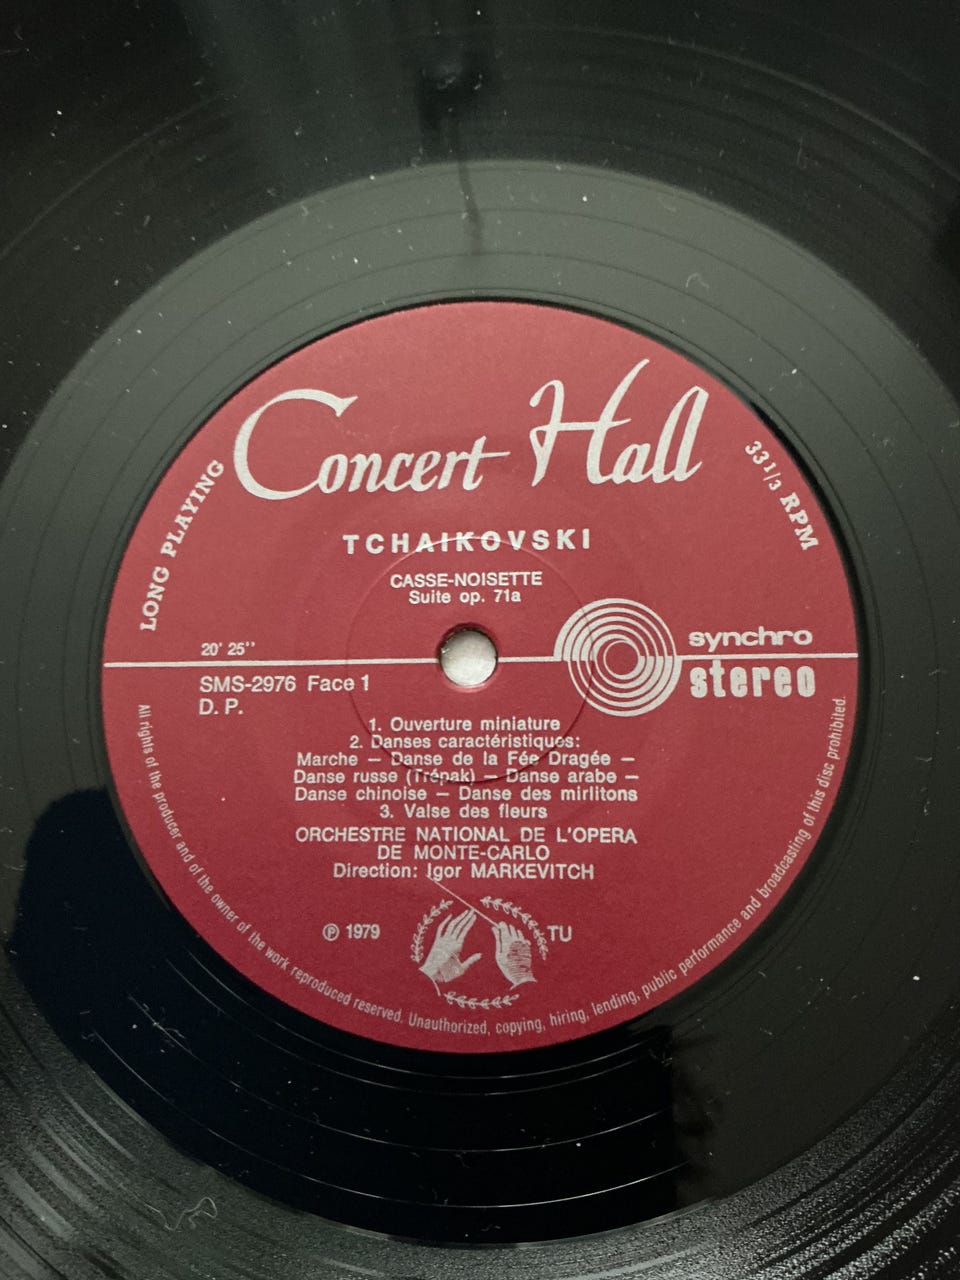 Concert Hall
LONG PLAYING
33 1/3 RPM
TCHAIKOVSKI
CASSE-NOISETTE
Suite op. 71a
20' 25''
synchro
stereo
SMS-2976 Face 1
D. P.
1. Ouverture miniature
2. Danses caractéristiques:
Marche — Danse de la Fée Dragée —
Danse russe (Trépak) — Danse arabe —
Danse chinoise — Danse des mirlitons
3. Valse des fleurs
ORCHESTRE NATIONAL DE L'OPERA
DE MONTE-CARLO
Direction: Igor MARKEVITCH
℗ 1979
TU
All rights of the producer and of the owner of the work reproduced reserved. Unauthorized, copying, hiring, lending, public performance and broadcasting of this disc prohibited.